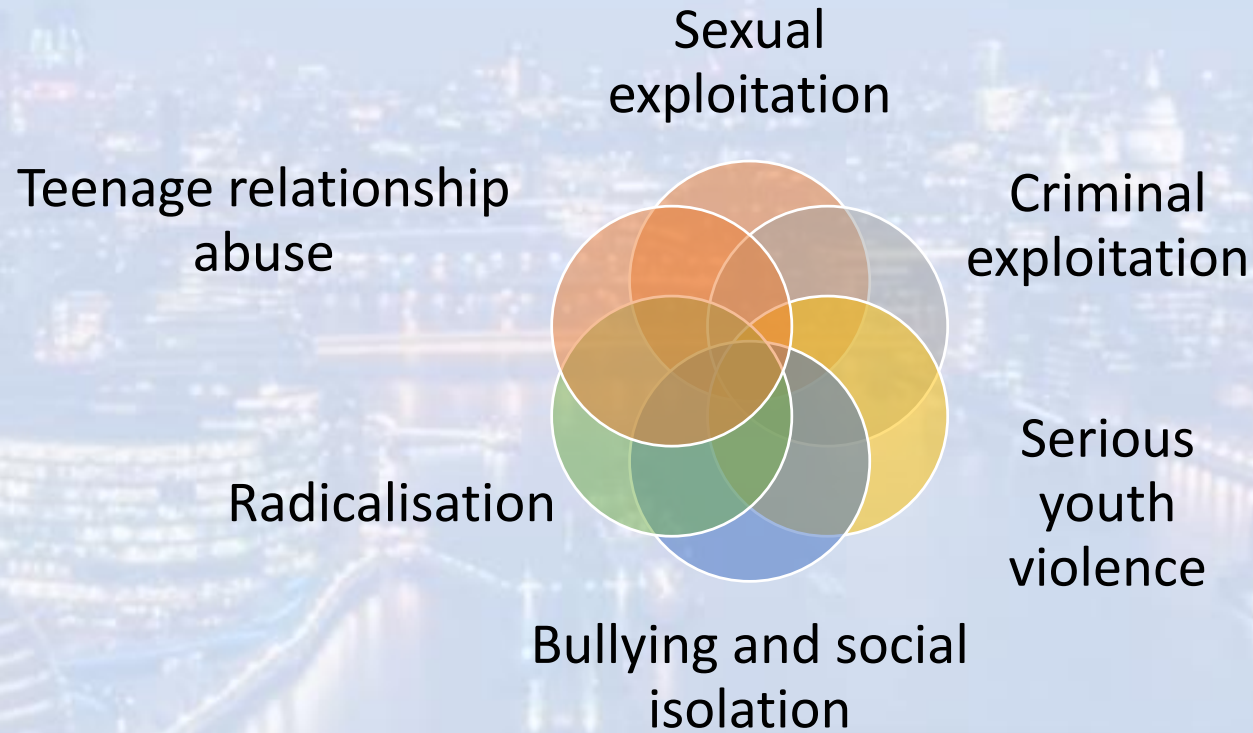 Sexual
exploitation
Teenage relationship
abuse
Criminal
exploitation
Serious
youth
violence
Radicalisation
Bullying and social
isolation